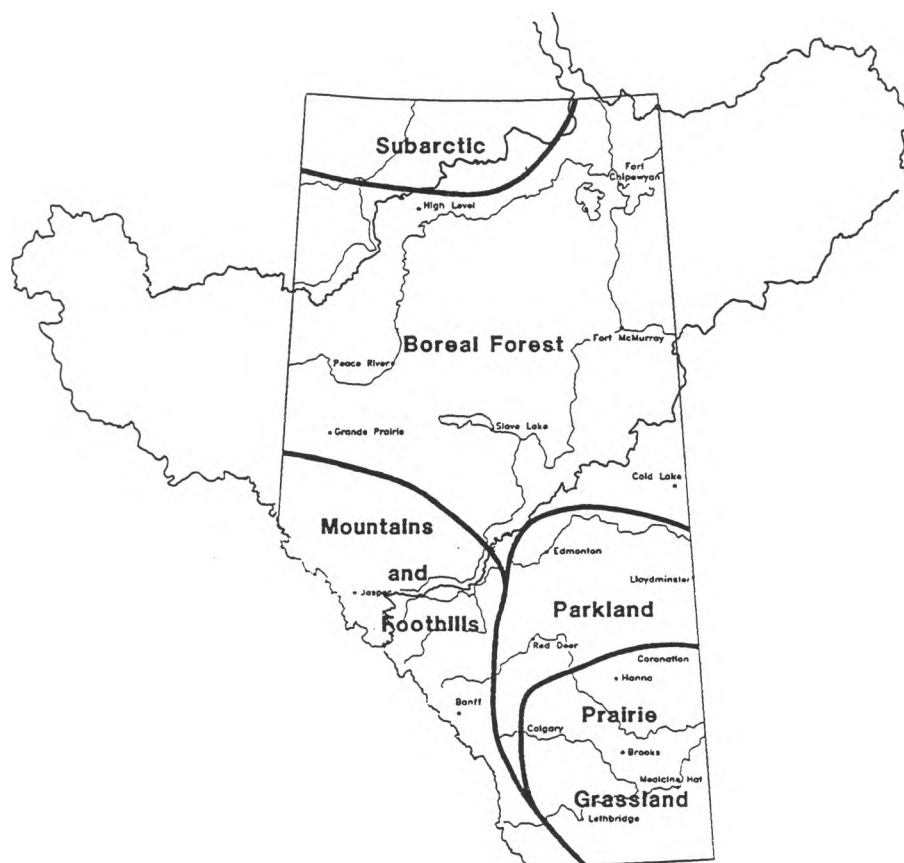 Subarctic
Fort
Chipewyan
High Level
Boreal Forest
Fort McMurray
Peace River
Slave Lake
Grande Prairie
Cold Lake
Mountains
and
Foothills
Edmonton
Jasper
Lloydminster
Parkland
Red Deer
Coronation
Hanna
Banff
Prairie
Calgary
Brooks
Medicine Hat
Grassland
Lethbridge